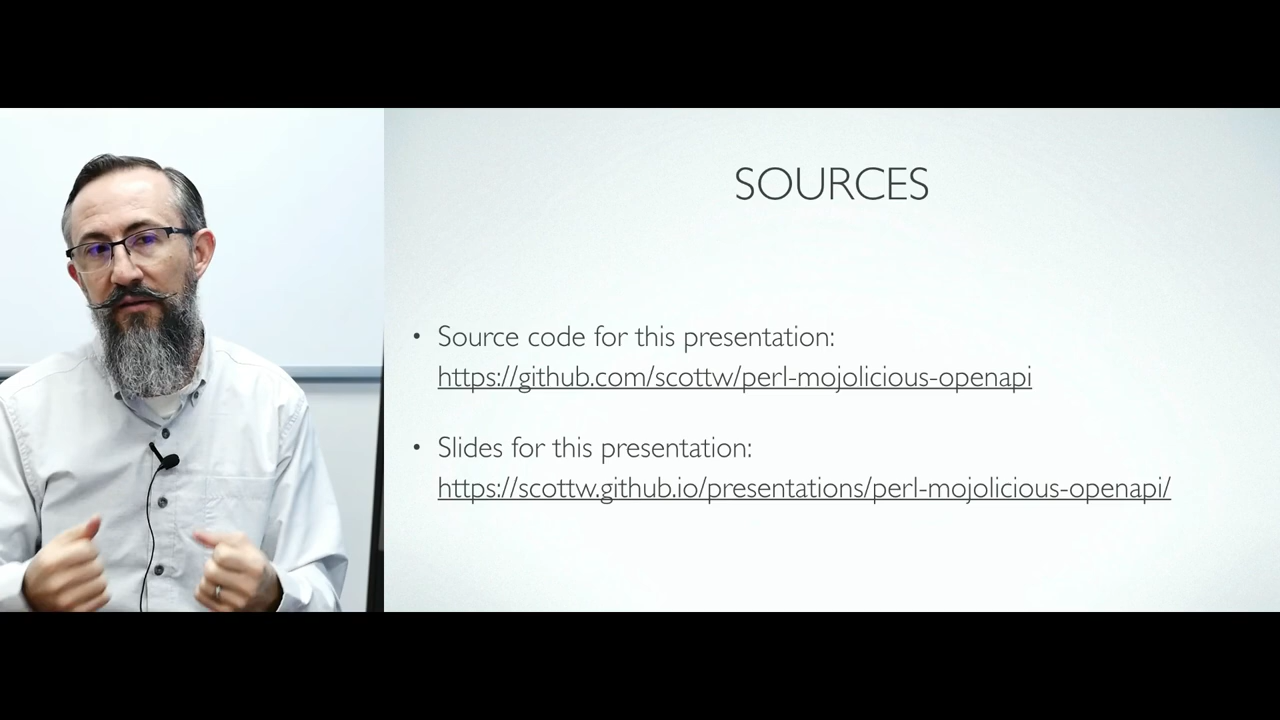 SOURCES
• Source code for this presentation:
https://github.com/scottw/perl-mojolicious-openapi
• Slides for this presentation:
https://scottw.github.io/presentations/perl-mojolicious-openapi/